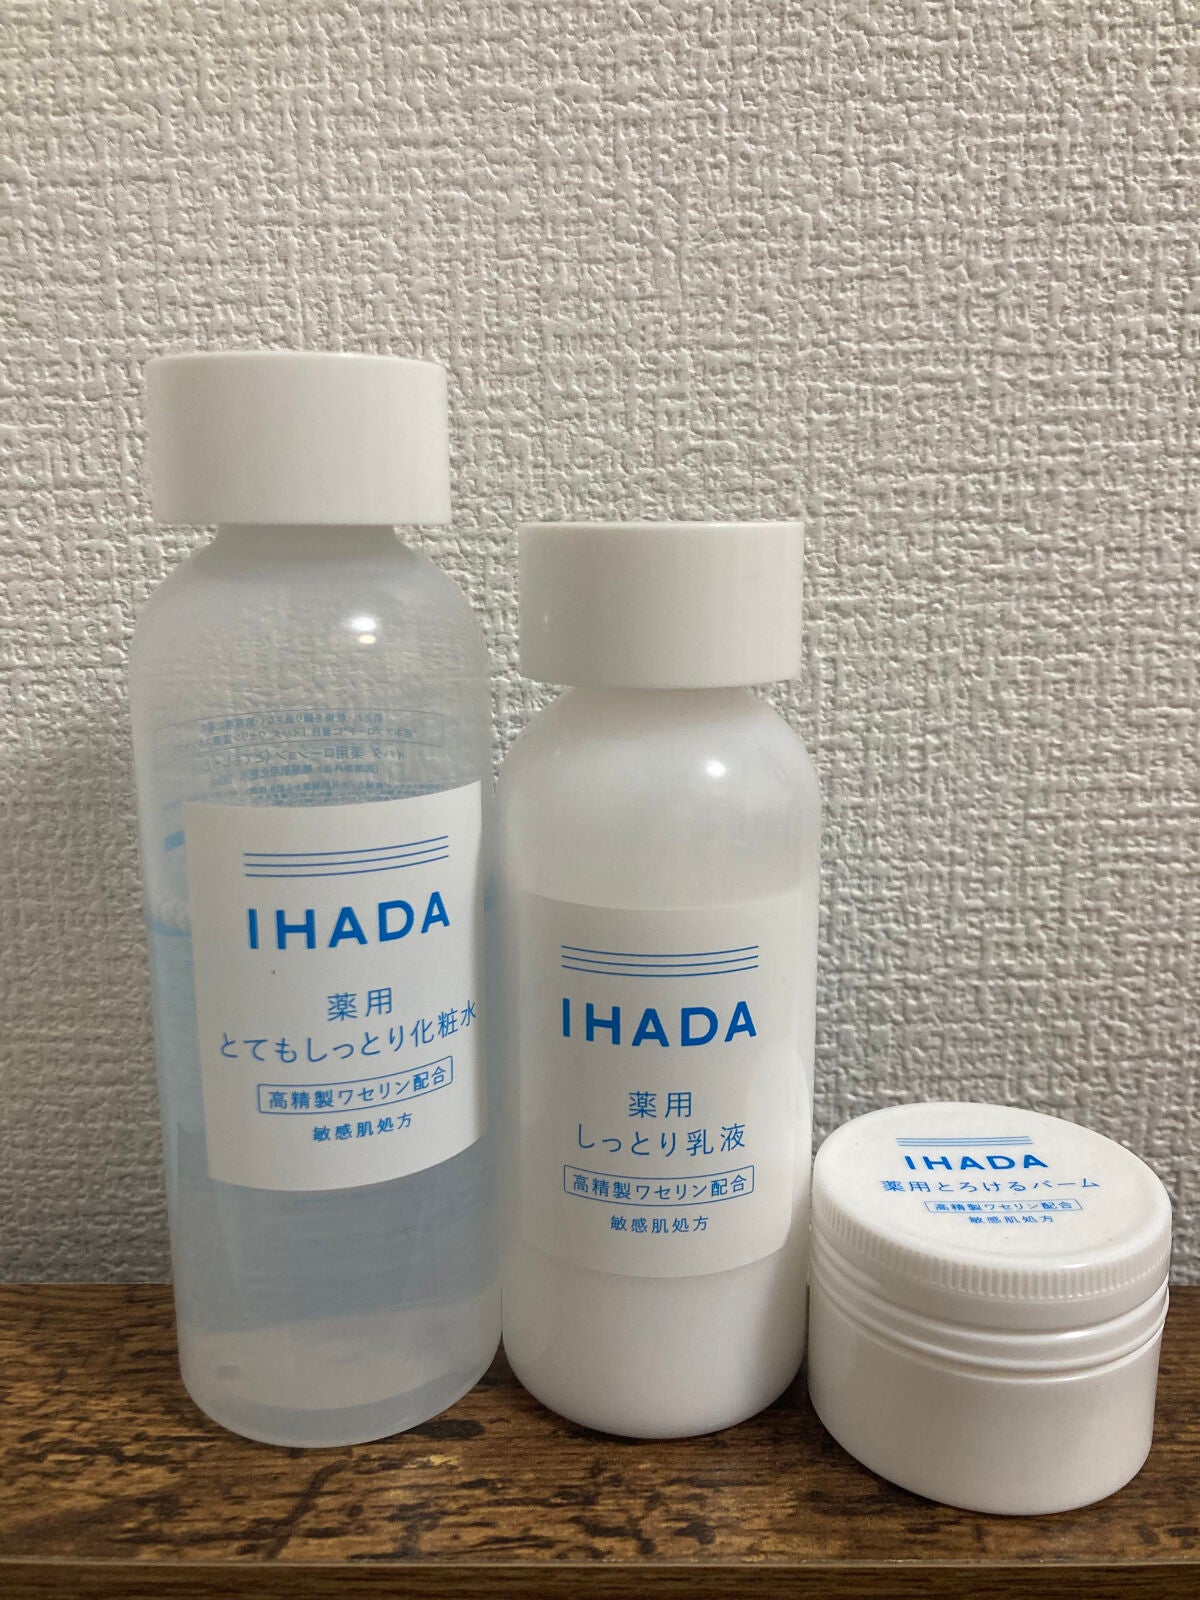 IHADA
薬用
とてもしっとり化粧水
高精製ワセリン配合
敏感肌処方
IHADA
薬用
しっとり乳液
高精製ワセリン配合
敏感肌処方
IHADA
薬用とろけるバーム
高精製ワセリン配合
敏感肌処方